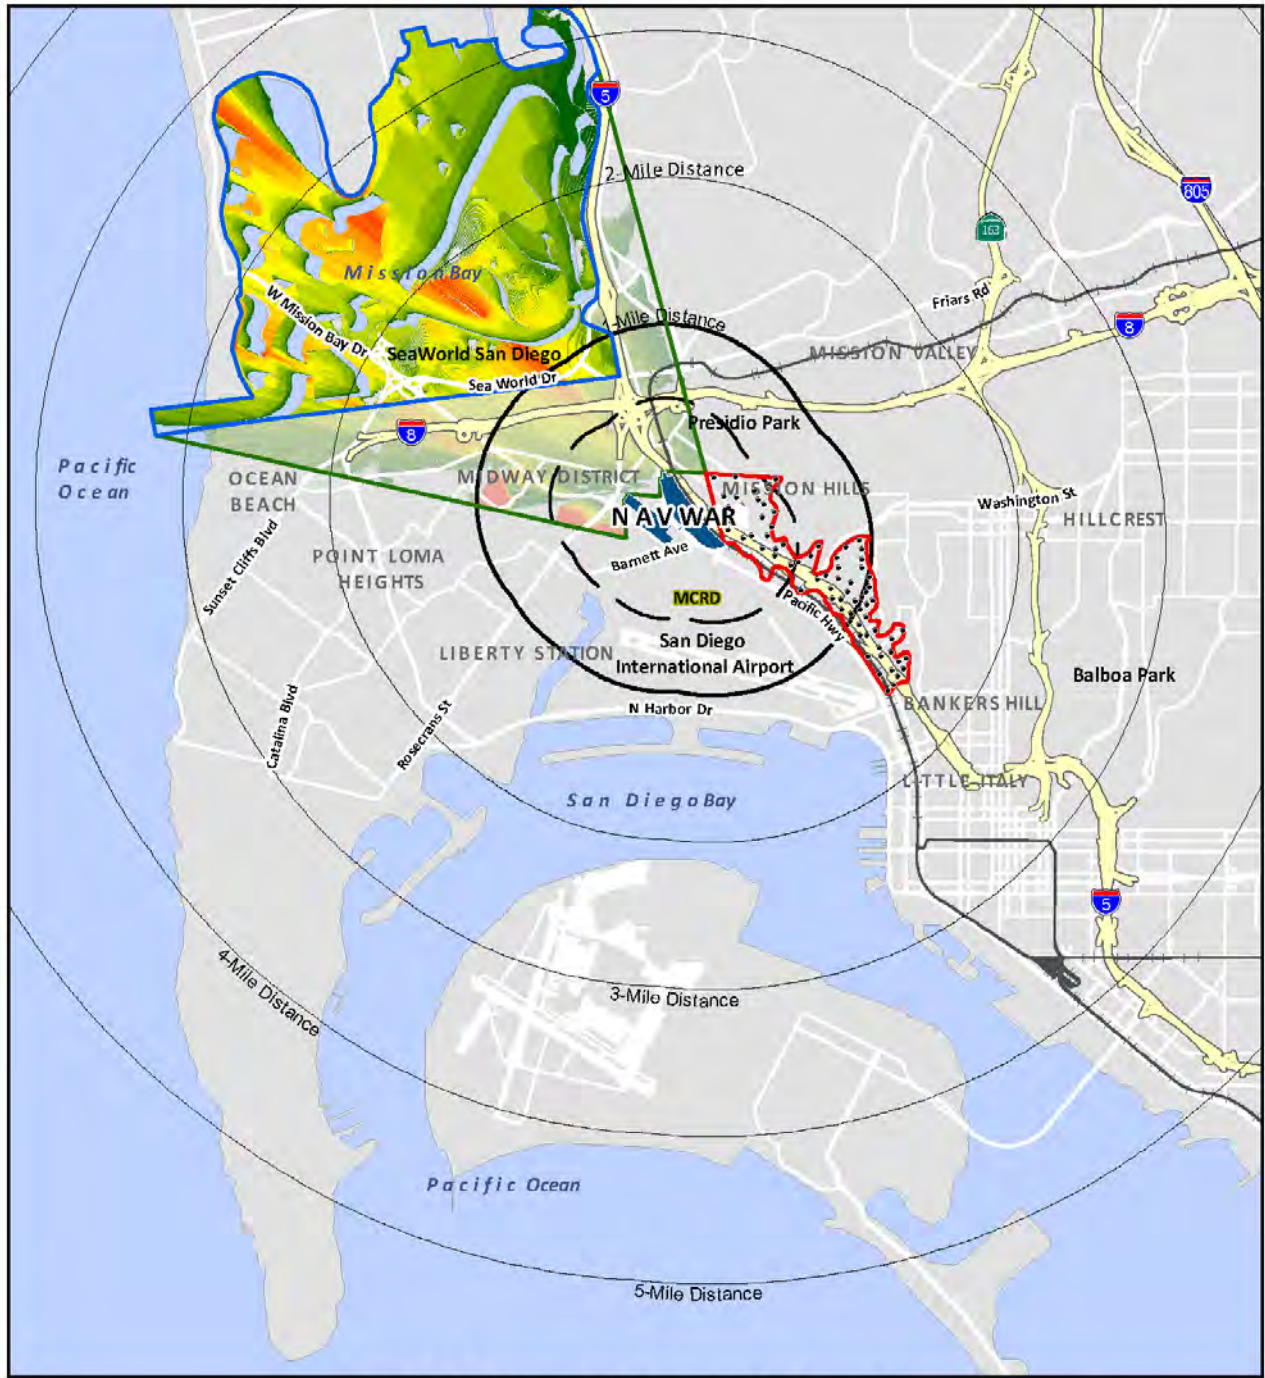 5
2-Mile Distance
805
163
Mission Bay
W Mission Bay Dr
Friars Rd
1-Mile Distance
8
MISSION VALLEY
SeaWorld San Diego
Sea World Dr
8
Presidio Park
Pacific
Ocean
OCEAN
BEACH
MIDWAY DISTRICT
MISSION HILLS
Washington St
HILLCREST
NAVWAR
Barnett Ave
POINT LOMA
HEIGHTS
Sunset Cliffs Blvd
MCRD
Pacific Hwy
San Diego
International Airport
LIBERTY STATION
Balboa Park
Catalina Blvd
Rosecrans St
N Harbor Dr
BANKERS HILL
LITTLE ITALY
San Diego Bay
5
4-Mile Distance
3-Mile Distance
Pacific Ocean
5-Mile Distance